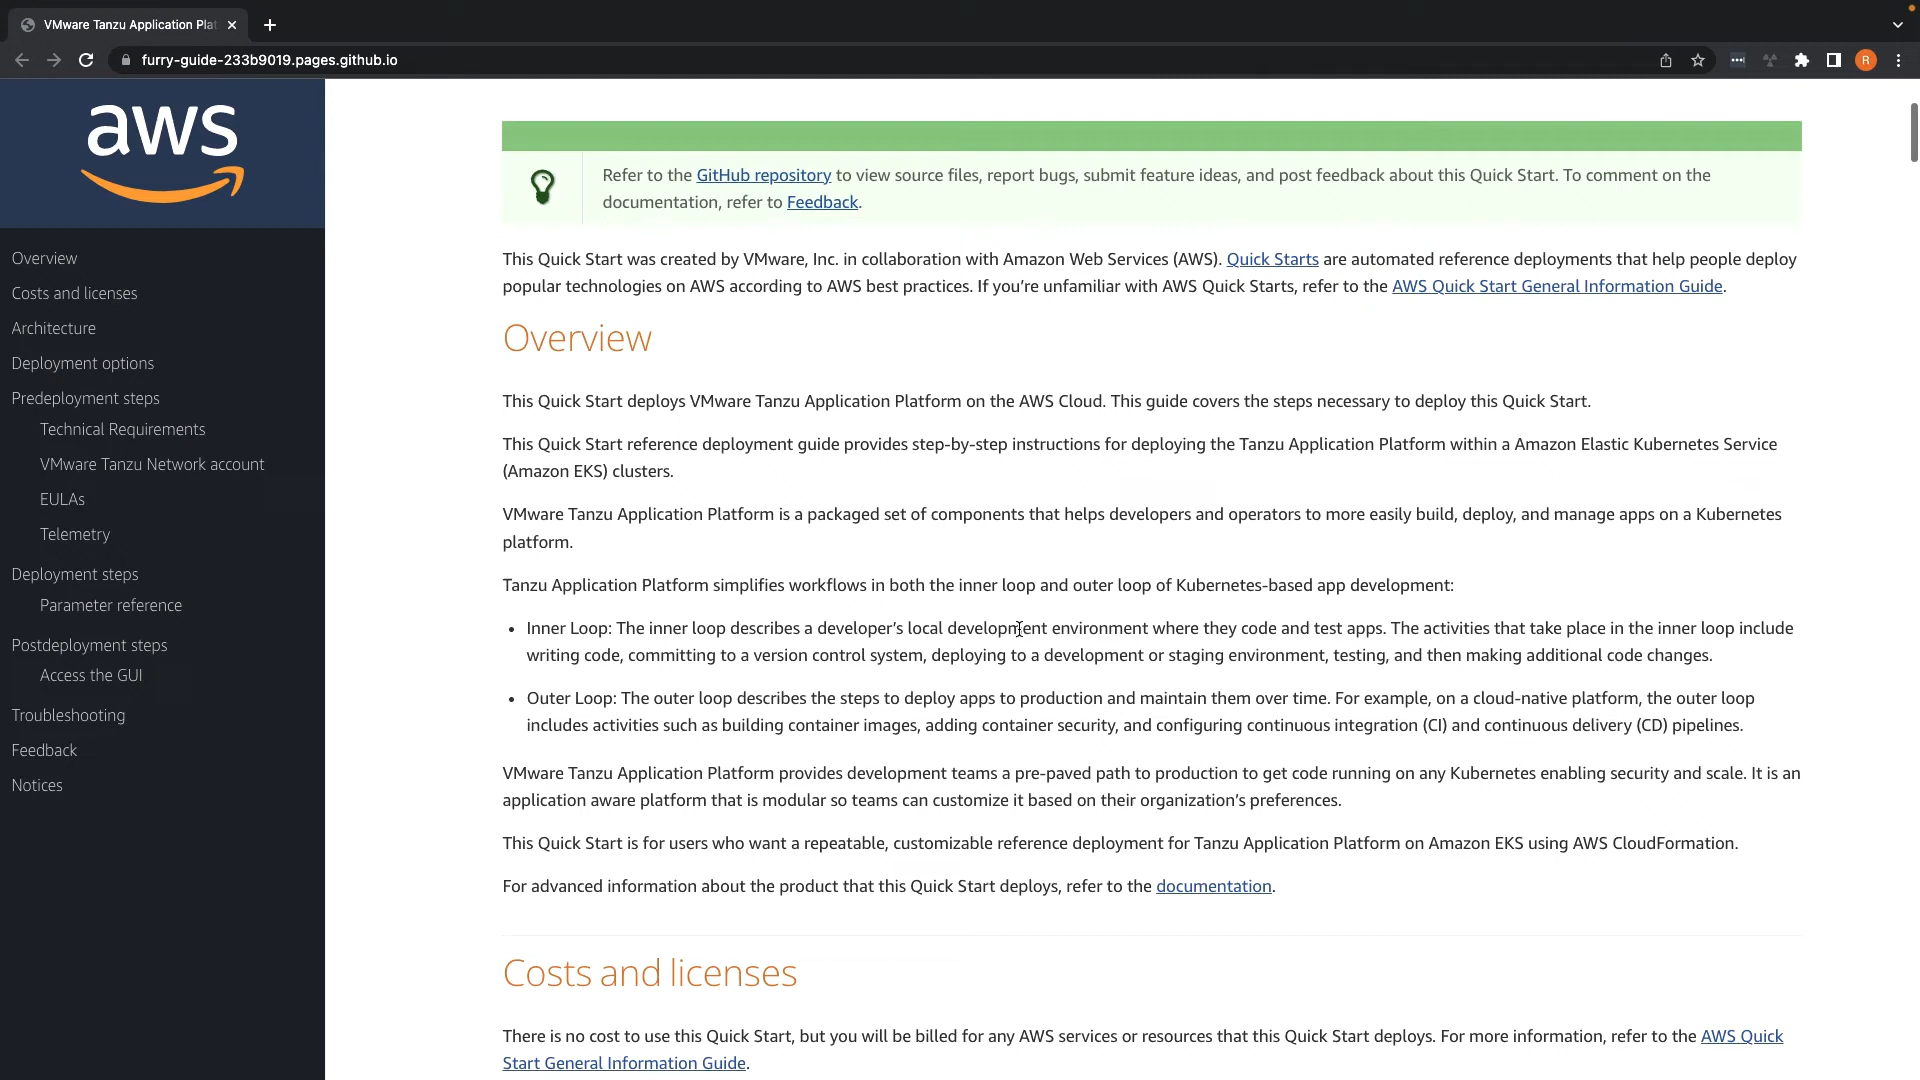 VMware Tanzu Application Plat
furry-guide-233b9019.pages.github.io
R
aws
Overview
Costs and licenses
Architecture
Deployment options
Predeployment steps
Technical Requirements
VMware Tanzu Network account
EULAs
Telemetry
Deployment steps
Parameter reference
Postdeployment steps
Access the GUI
Troubleshooting
Feedback
Notices
Refer to the GitHub repository to view source files, report bugs, submit feature ideas, and post feedback about this Quick Start. To comment on the
documentation, refer to Feedback.
This Quick Start was created by VMware, Inc. in collaboration with Amazon Web Services (AWS). Quick Starts are automated reference deployments that help people deploy
popular technologies on AWS according to AWS best practices. If you’re unfamiliar with AWS Quick Starts, refer to the AWS Quick Start General Information Guide.
Overview
This Quick Start deploys VMware Tanzu Application Platform on the AWS Cloud. This guide covers the steps necessary to deploy this Quick Start.
This Quick Start reference deployment guide provides step-by-step instructions for deploying the Tanzu Application Platform within a Amazon Elastic Kubernetes Service
(Amazon EKS) clusters.
VMware Tanzu Application Platform is a packaged set of components that helps developers and operators to more easily build, deploy, and manage apps on a Kubernetes
platform.
Tanzu Application Platform simplifies workflows in both the inner loop and outer loop of Kubernetes-based app development:
• Inner Loop: The inner loop describes a developer’s local development environment where they code and test apps. The activities that take place in the inner loop include
writing code, committing to a version control system, deploying to a development or staging environment, testing, and then making additional code changes.
• Outer Loop: The outer loop describes the steps to deploy apps to production and maintain them over time. For example, on a cloud-native platform, the outer loop
includes activities such as building container images, adding container security, and configuring continuous integration (CI) and continuous delivery (CD) pipelines.
VMware Tanzu Application Platform provides development teams a pre-paved path to production to get code running on any Kubernetes enabling security and scale. It is an
application aware platform that is modular so teams can customize it based on their organization’s preferences.
This Quick Start is for users who want a repeatable, customizable reference deployment for Tanzu Application Platform on Amazon EKS using AWS CloudFormation.
For advanced information about the product that this Quick Start deploys, refer to the documentation.
Costs and licenses
There is no cost to use this Quick Start, but you will be billed for any AWS services or resources that this Quick Start deploys. For more information, refer to the AWS Quick
Start General Information Guide.